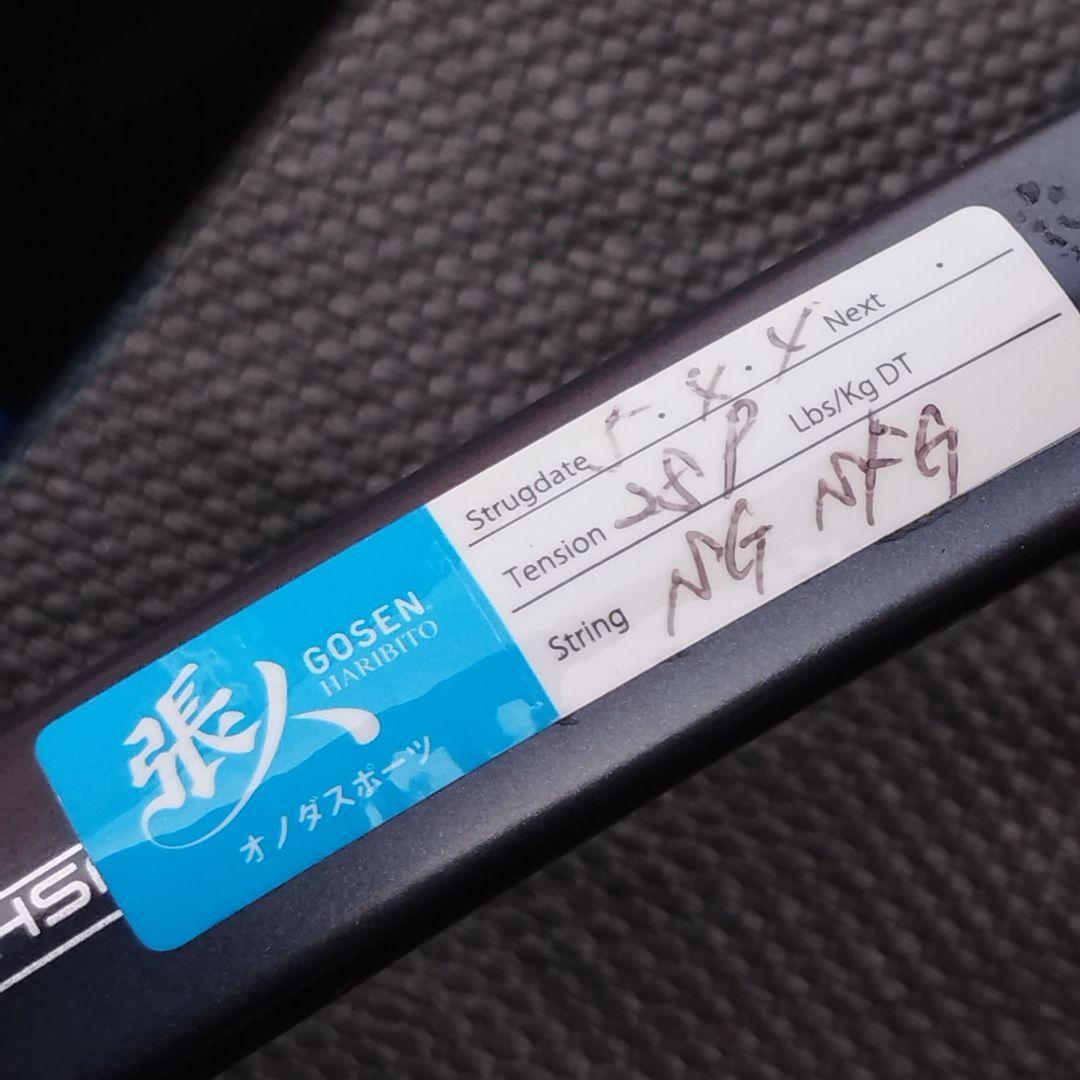 Strugdate Next
Tension 25P Lbs/Kg DT
String NG
GOSEN
HARIBITO
張人
オノダスポーツ